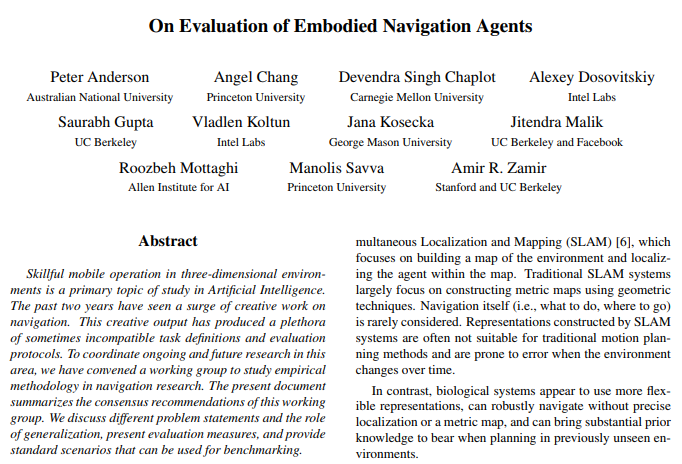 On Evaluation of Embodied Navigation Agents
Peter Anderson Angel Chang Devendra Singh Chaplot Alexey Dosovitskiy
Australian National University Princeton University Carnegie Mellon University Intel Labs
Saurabh Gupta Vladlen Koltun Jana Kosecka Jitendra Malik
UC Berkeley Intel Labs George Mason University UC Berkeley and Facebook
Roozbeh Mottaghi Manolis Savva Amir R. Zamir
Allen Institute for AI Princeton University Stanford and UC Berkeley
Abstract
Skillful mobile operation in three-dimensional environ-
ments is a primary topic of study in Artificial Intelligence.
The past two years have seen a surge of creative work on
navigation. This creative output has produced a plethora
of sometimes incompatible task definitions and evaluation
protocols. To coordinate ongoing and future research in this
area, we have convened a working group to study empirical
methodology in navigation research. The present document
summarizes the consensus recommendations of this working
group. We discuss different problem statements and the role
of generalization, present evaluation measures, and provide
standard scenarios that can be used for benchmarking.
multaneous Localization and Mapping (SLAM) [6], which
focuses on building a map of the environment and localiz-
ing the agent within the map. Traditional SLAM systems
largely focus on constructing metric maps using geometric
techniques. Navigation itself (i.e., what to do, where to go)
is rarely considered. Representations constructed by SLAM
systems are often not suitable for traditional motion plan-
ning methods and are prone to error when the environment
changes over time.
In contrast, biological systems appear to use more flex-
ible representations, can robustly navigate without precise
localization or a metric map, and can bring substantial prior
knowledge to bear when planning in previously unseen en-
vironments.